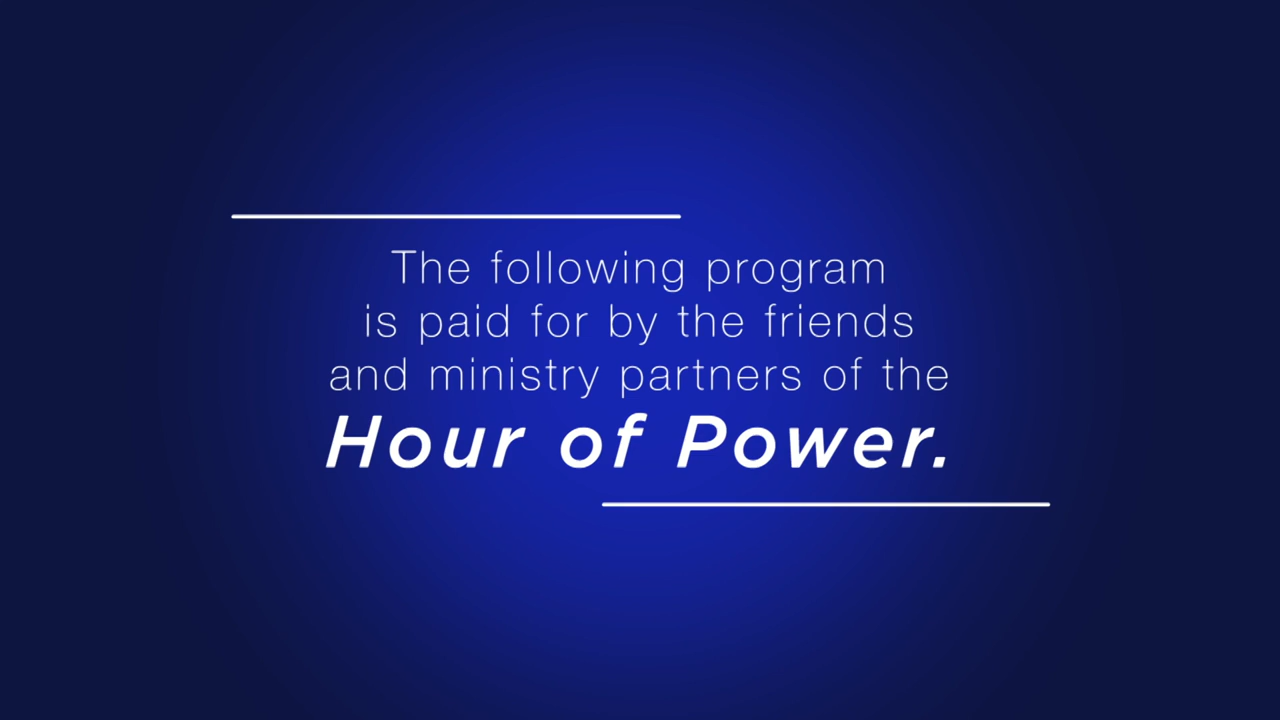 The following program
is paid for by the friends
and ministry partners of the
Hour of Power.